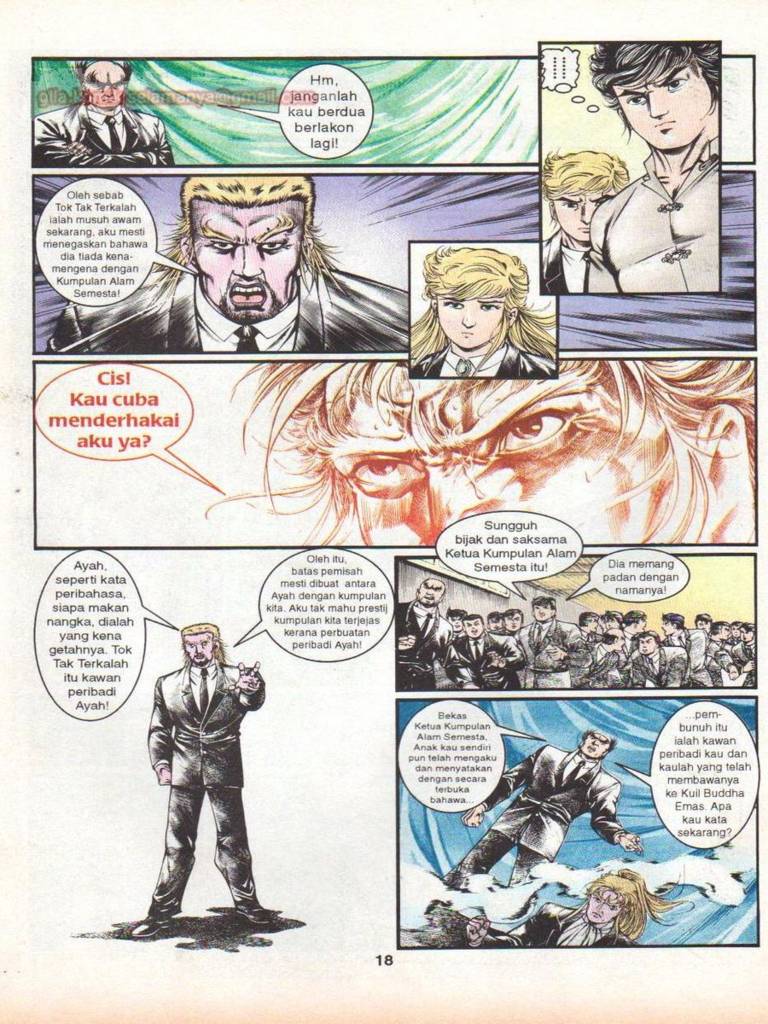 Hm,
janganlah
kau berdua
berlakon
lagi!
!!!
Oleh sebab
Tok Tak Terkalah
ialah musuh awam
sekarang, aku mesti
menegaskan bahawa
dia tiada kena-
mengena dengan
Kumpulan Alam
Semesta!
Cis!
Kau cuba
menderhakai
aku ya?
Ayah,
seperti kata
peribahasa,
siapa makan
nangka, dialah
yang kena
getahnya. Tok
Tak Terkalah
itu kawan
peribadi
Ayah!
Oleh itu,
batas pemisah
mesti dibuat antara
Ayah dengan kumpulan
kita. Aku tak mahu prestij
kumpulan kita terjejas
kerana perbuatan
peribadi Ayah!
Sungguh
bijak dan saksama
Ketua Kumpulan Alam
Semesta itu!
Dia memang
padan dengan
namanya!
Bekas
Ketua Kumpulan
Alam Semesta,
Anak kau sendiri
pun telah mengaku
dan menyatakan
dengan secara
terbuka
bahawa...
...pem-
bunuh itu
ialah kawan
peribadi kau dan
kaulah yang telah
membawanya
ke Kuil Buddha
Emas. Apa
kau kata
sekarang?
18